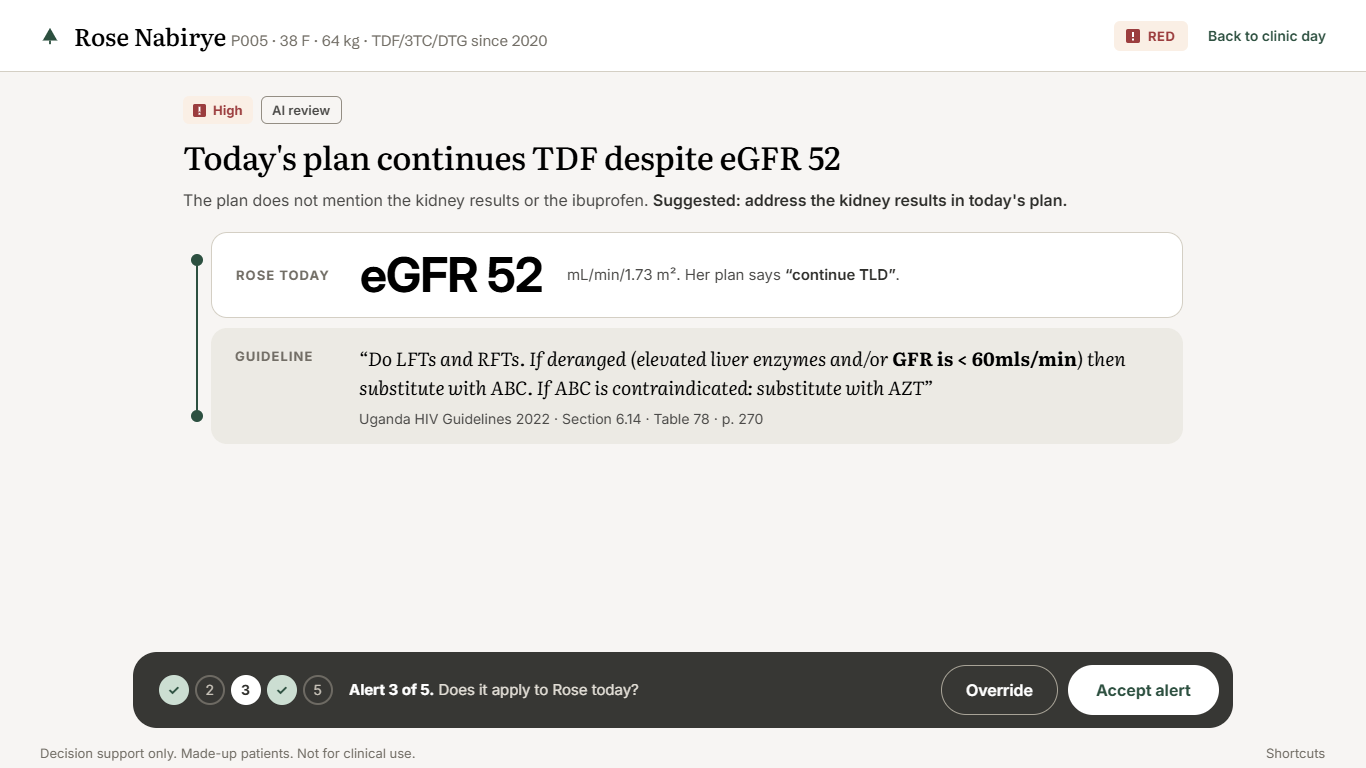 Rose Nabirye P005 · 38 F · 64 kg · TDF/3TC/DTG since 2020
RED
Back to clinic day
High
AI review
Today's plan continues TDF despite eGFR 52
The plan does not mention the kidney results or the ibuprofen. Suggested: address the kidney results in today's plan.
ROSE TODAY
eGFR 52
mL/min/1.73 m². Her plan says “continue TLD”.
GUIDELINE
“Do LFTs and RFTs. If deranged (elevated liver enzymes and/or GFR is < 60mls/min) then
substitute with ABC. If ABC is contraindicated: substitute with AZT”
Uganda HIV Guidelines 2022 · Section 6.14 · Table 78 · p. 270
2
3
5
Alert 3 of 5. Does it apply to Rose today?
Override
Accept alert
Decision support only. Made-up patients. Not for clinical use.
Shortcuts